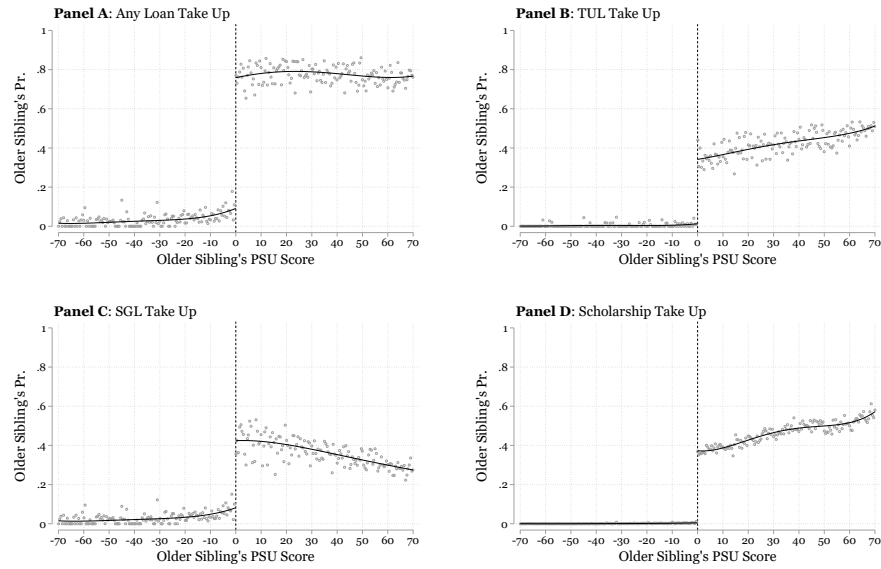 Panel A: Any Loan Take Up
1
.8
.6
.4
.2
0
Older Sibling's Pr.
-70 -60 -50 -40 -30 -20 -10 0 10 20 30 40 50 60 70
Older Sibling's PSU Score
Panel B: TUL Take Up
1
.8
.6
.4
.2
0
Older Sibling's Pr.
-70 -60 -50 -40 -30 -20 -10 0 10 20 30 40 50 60 70
Older Sibling's PSU Score
Panel C: SGL Take Up
1
.8
.6
.4
.2
0
Older Sibling's Pr.
-70 -60 -50 -40 -30 -20 -10 0 10 20 30 40 50 60 70
Older Sibling's PSU Score
Panel D: Scholarship Take Up
1
.8
.6
.4
.2
0
Older Sibling's Pr.
-70 -60 -50 -40 -30 -20 -10 0 10 20 30 40 50 60 70
Older Sibling's PSU Score